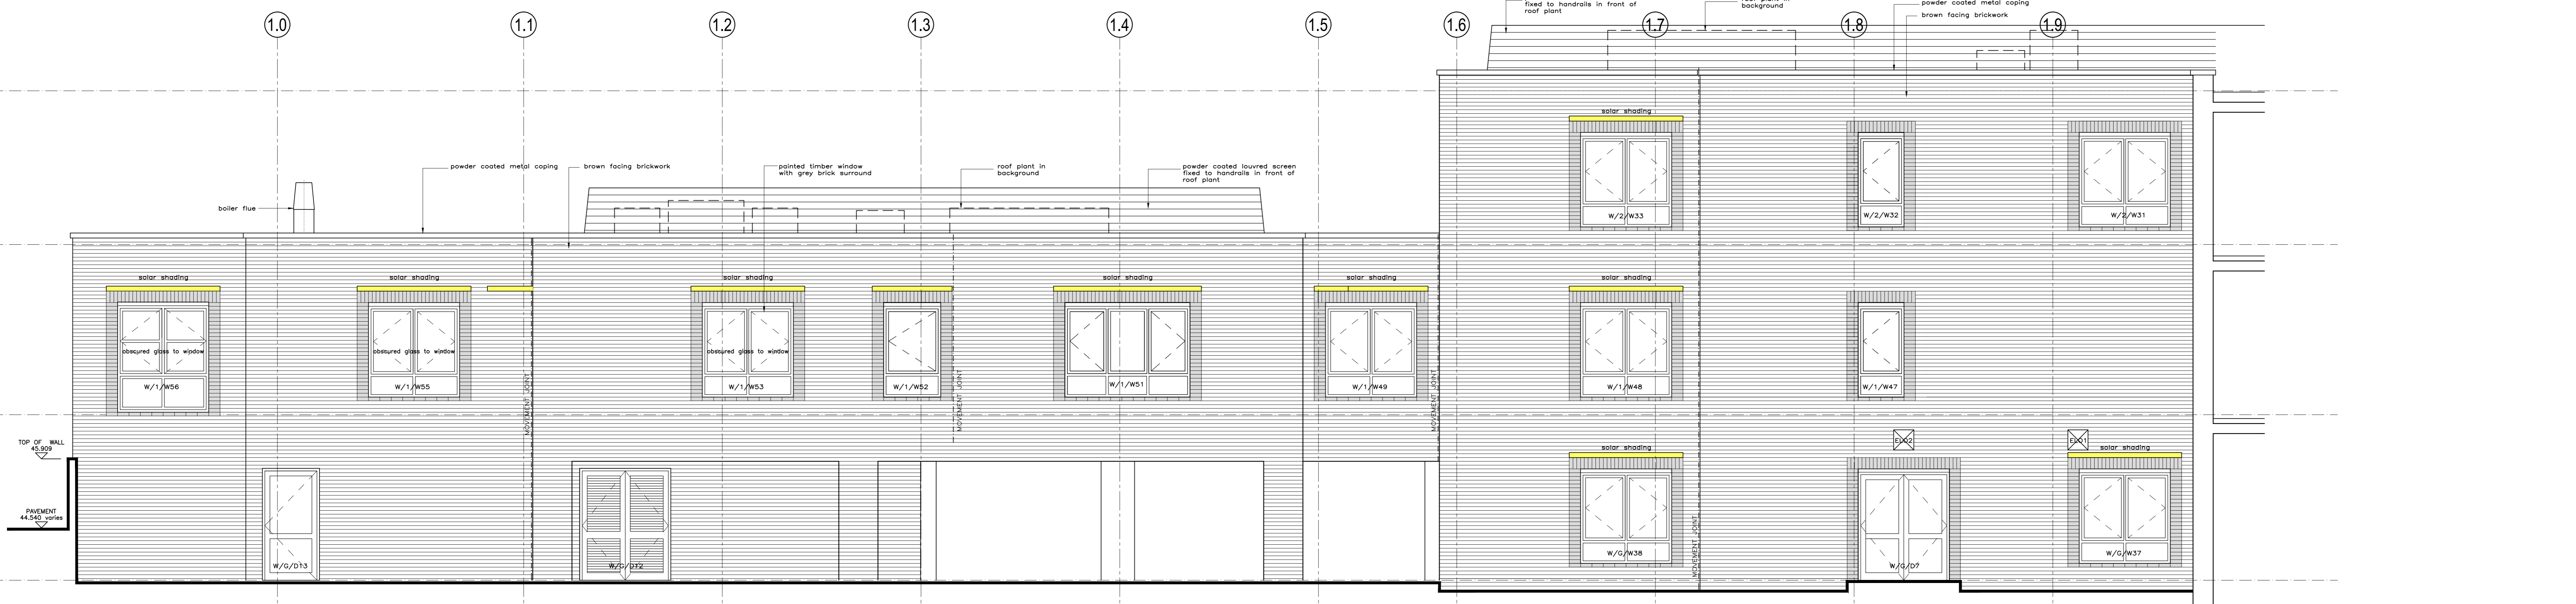 fixed to handrails in front of
roof plant
background
powder coated metal coping
brown facing brickwork
1.0
1.1
1.2
1.3
1.4
1.5
1.6
1.7
1.8
1.9
solar shading
W/2/W33
W/2/W32
W/2/W31
powder coated metal coping
brown facing brickwork
painted timber window
with grey brick surround
roof plant in
background
powder coated louvred screen
fixed to handrails in front of
roof plant
boiler flue
solar shading
solar shading
solar shading
solar shading
solar shading
solar shading
obscured glass to window
obscured glass to window
obscured glass to window
W/1/W56
W/1/W55
W/1/W53
W/1/W52
W/1/W51
W/1/W49
W/1/W48
W/1/W47
MOVEMENT JOINT
MOVEMENT JOINT
MOVEMENT JOINT
MOVEMENT JOINT
TOP OF WALL
45.909
PAVEMENT
44.540 varies
EL02
EL01
solar shading
solar shading
W/G/D13
W/G/D12
W/G/W38
W/G/D7
W/G/W37